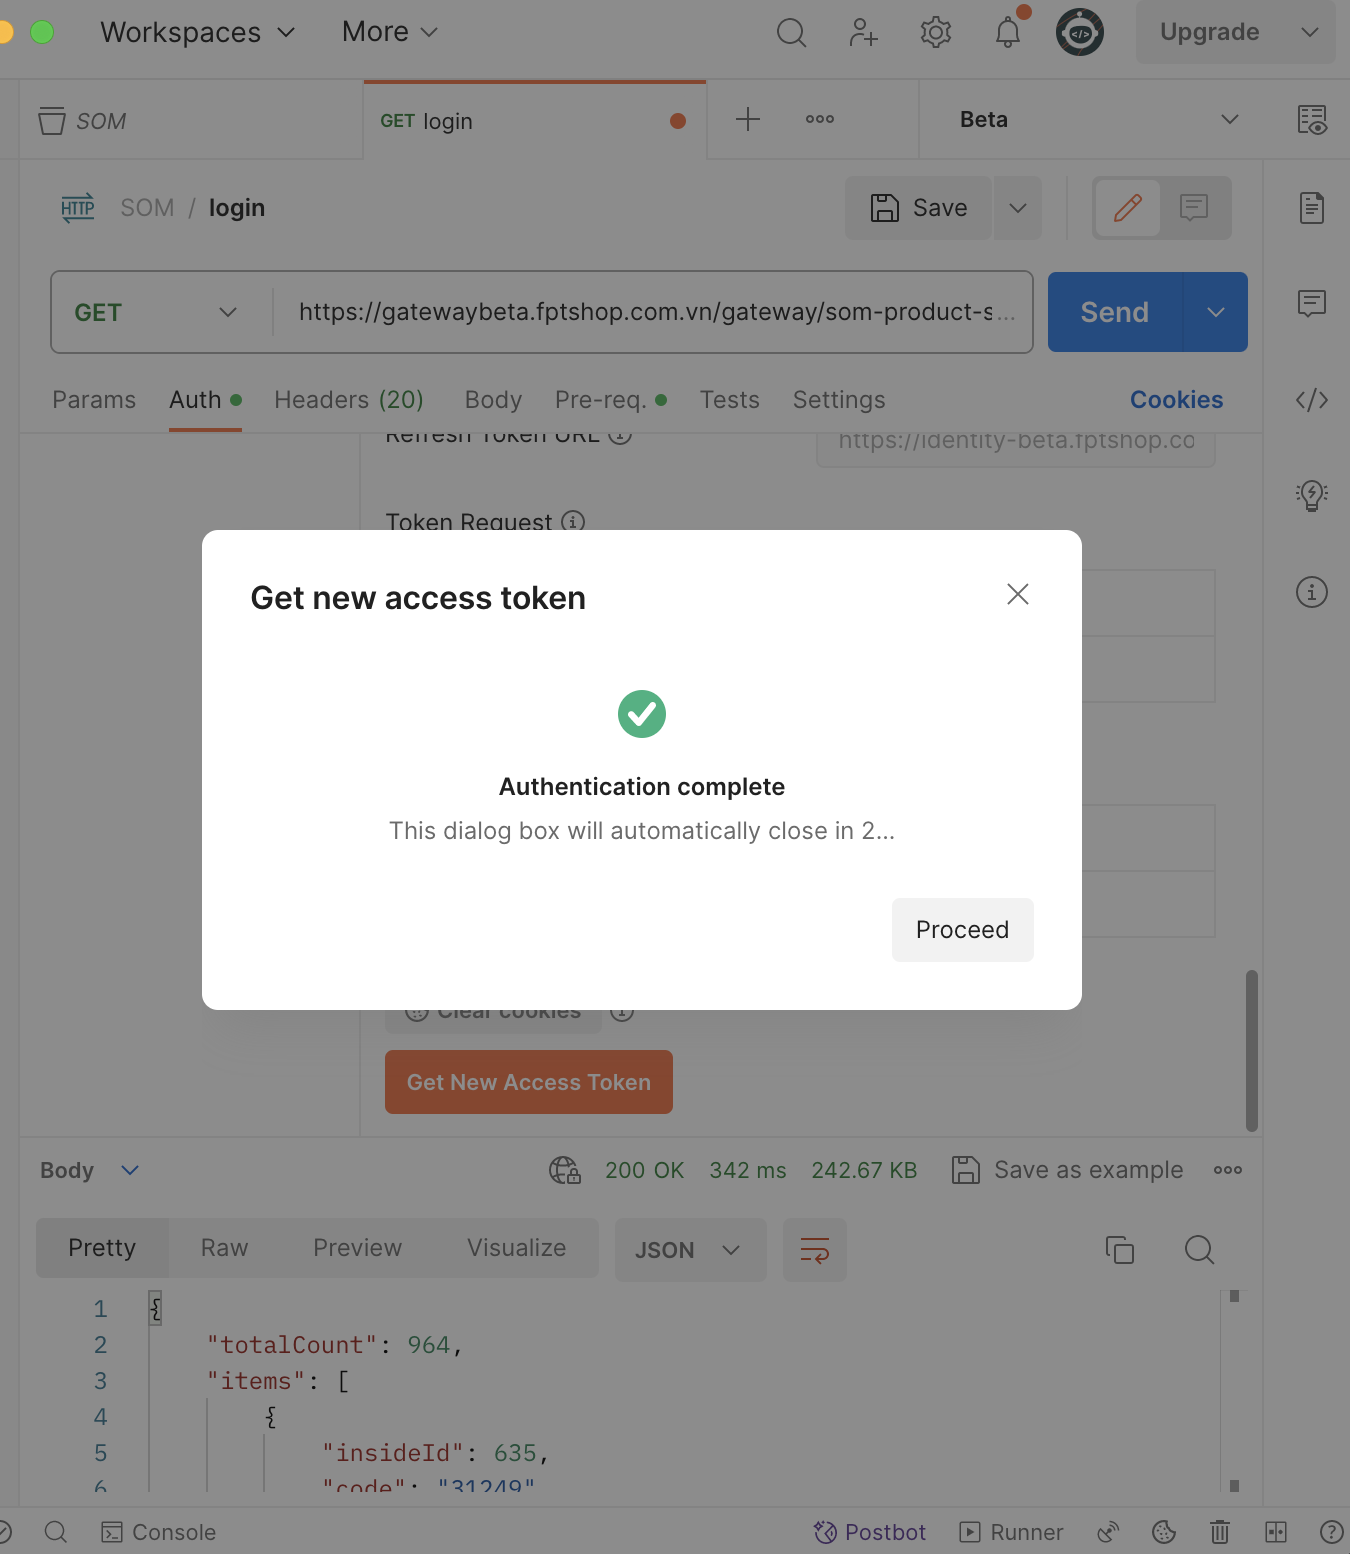 Workspaces More Upgrade
SOM GET login Beta
HTTP SOM / login Save
GET https://gatewaybeta.fptshop.com.vn/gateway/som-product-s... Send
Params Auth Headers (20) Body Pre-req. Tests Settings Cookies
Refresh Token URL https://identity-beta.fptshop.co
Token Request
Get new access token
Authentication complete
This dialog box will automatically close in 2...
Proceed
Clear cookies
Get New Access Token
Body 200 OK 342 ms 242.67 KB Save as example
Pretty Raw Preview Visualize JSON
1 {
2 "totalCount": 964,
3 "items": [
4 {
5 "insideId": 635,
6 "code": "31249"
Console Postbot Runner